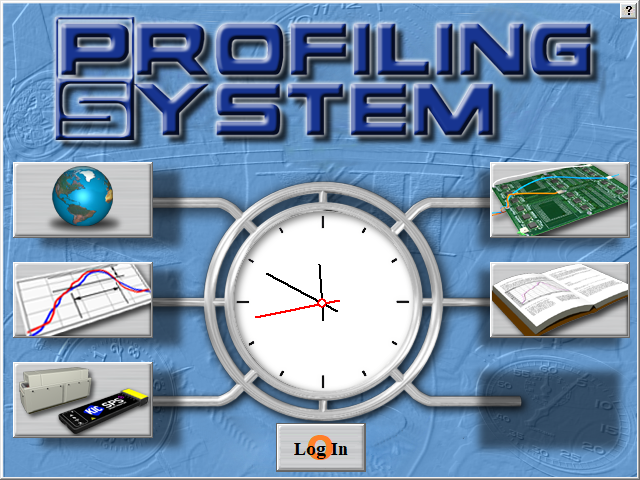 ?
PROFILING
SYSTEM
KIC SPS
Log In